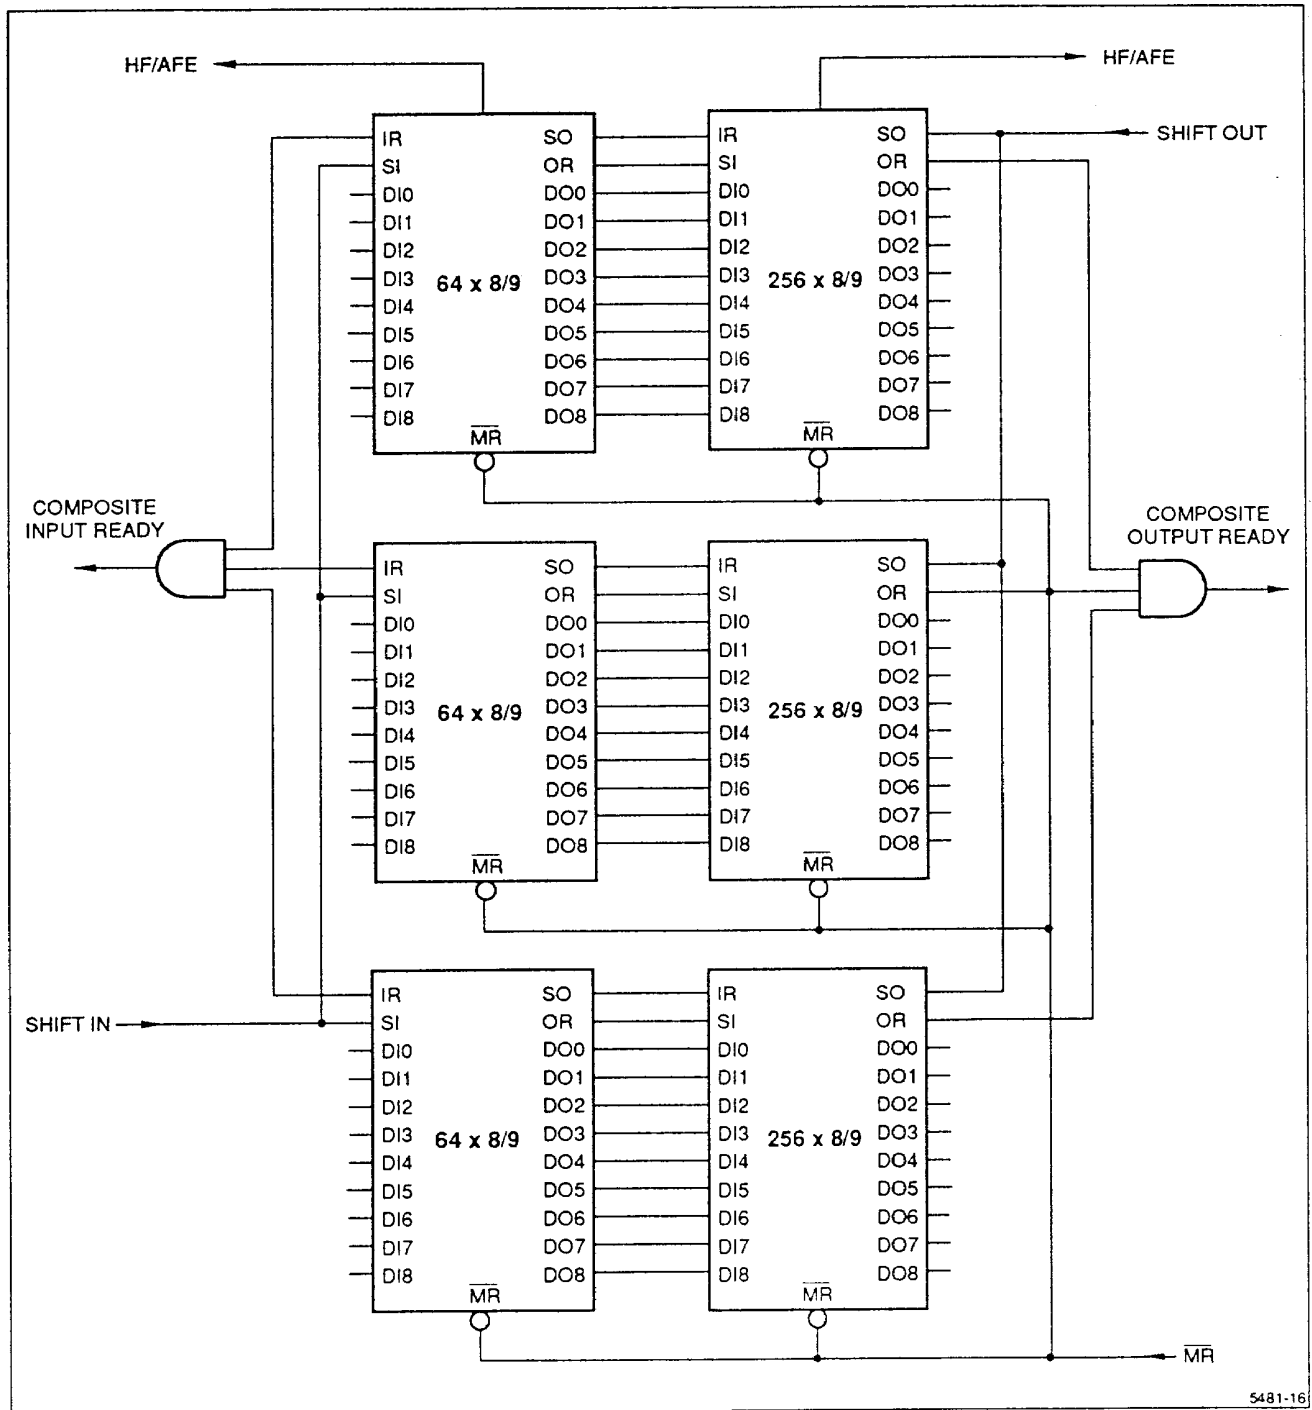 HF/AFE
HF/AFE
IR SO
SI OR
DI0 DO0
DI1 DO1
DI2 DO2
DI3 DO3
DI4 DO4
DI5 DO5
DI6 DO6
DI7 DO7
DI8 DO8
64 x 8/9
MR
IR SO
SI OR
DI0 DO0
DI1 DO1
DI2 DO2
DI3 DO3
DI4 DO4
DI5 DO5
DI6 DO6
DI7 DO7
DI8 DO8
256 x 8/9
MR
SHIFT OUT
COMPOSITE
INPUT READY
IR SO
SI OR
DI0 DO0
DI1 DO1
DI2 DO2
DI3 DO3
DI4 DO4
DI5 DO5
DI6 DO6
DI7 DO7
DI8 DO8
64 x 8/9
MR
IR SO
SI OR
DI0 DO0
DI1 DO1
DI2 DO2
DI3 DO3
DI4 DO4
DI5 DO5
DI6 DO6
DI7 DO7
DI8 DO8
256 x 8/9
MR
COMPOSITE
OUTPUT READY
SHIFT IN
IR SO
SI OR
DI0 DO0
DI1 DO1
DI2 DO2
DI3 DO3
DI4 DO4
DI5 DO5
DI6 DO6
DI7 DO7
DI8 DO8
64 x 8/9
MR
IR SO
SI OR
DI0 DO0
DI1 DO1
DI2 DO2
DI3 DO3
DI4 DO4
DI5 DO5
DI6 DO6
DI7 DO7
DI8 DO8
256 x 8/9
MR
MR
5481-16